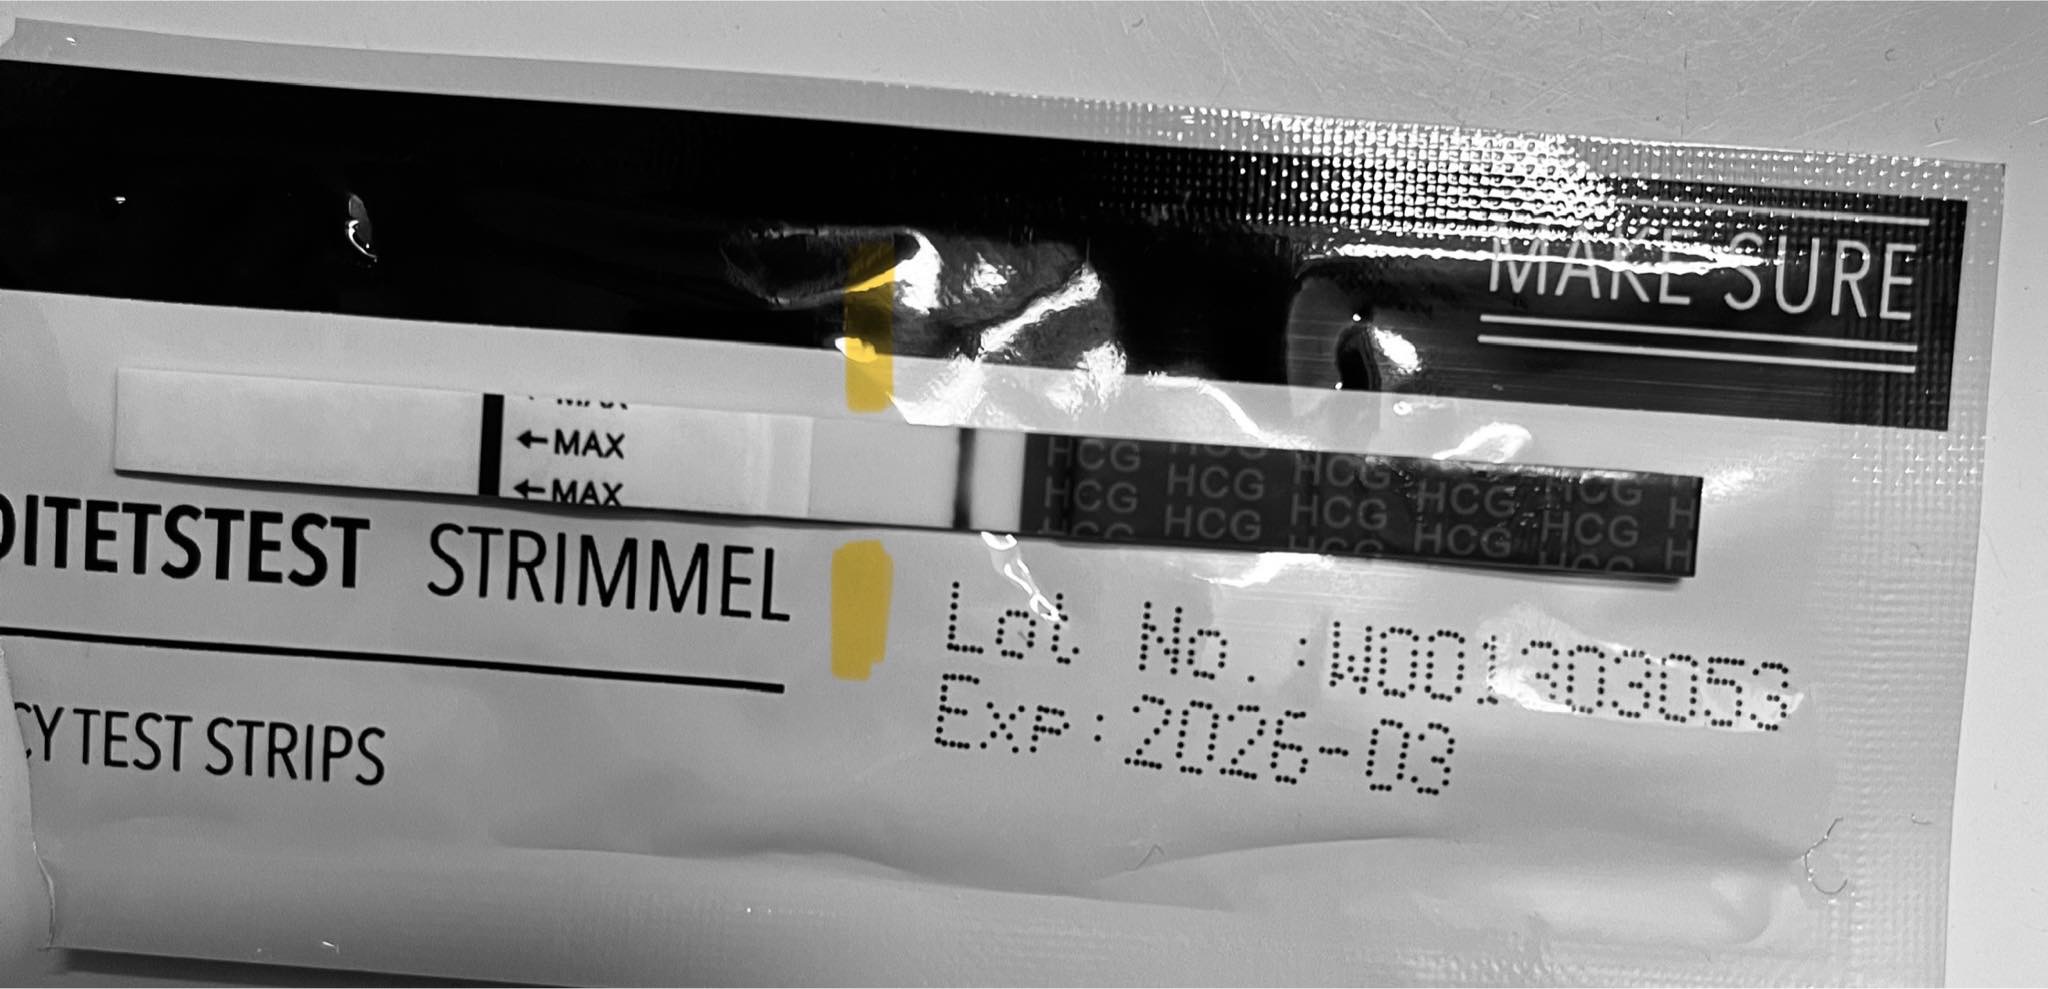 MAKE SURE
←MAX
←MAX
HCG HCG HCG HCG HCG
HCG HCG HCG HCG HCG
DITETSTEST STRIMMEL
CY TEST STRIPS
Lot No.:W001303053
Exp:2026-03